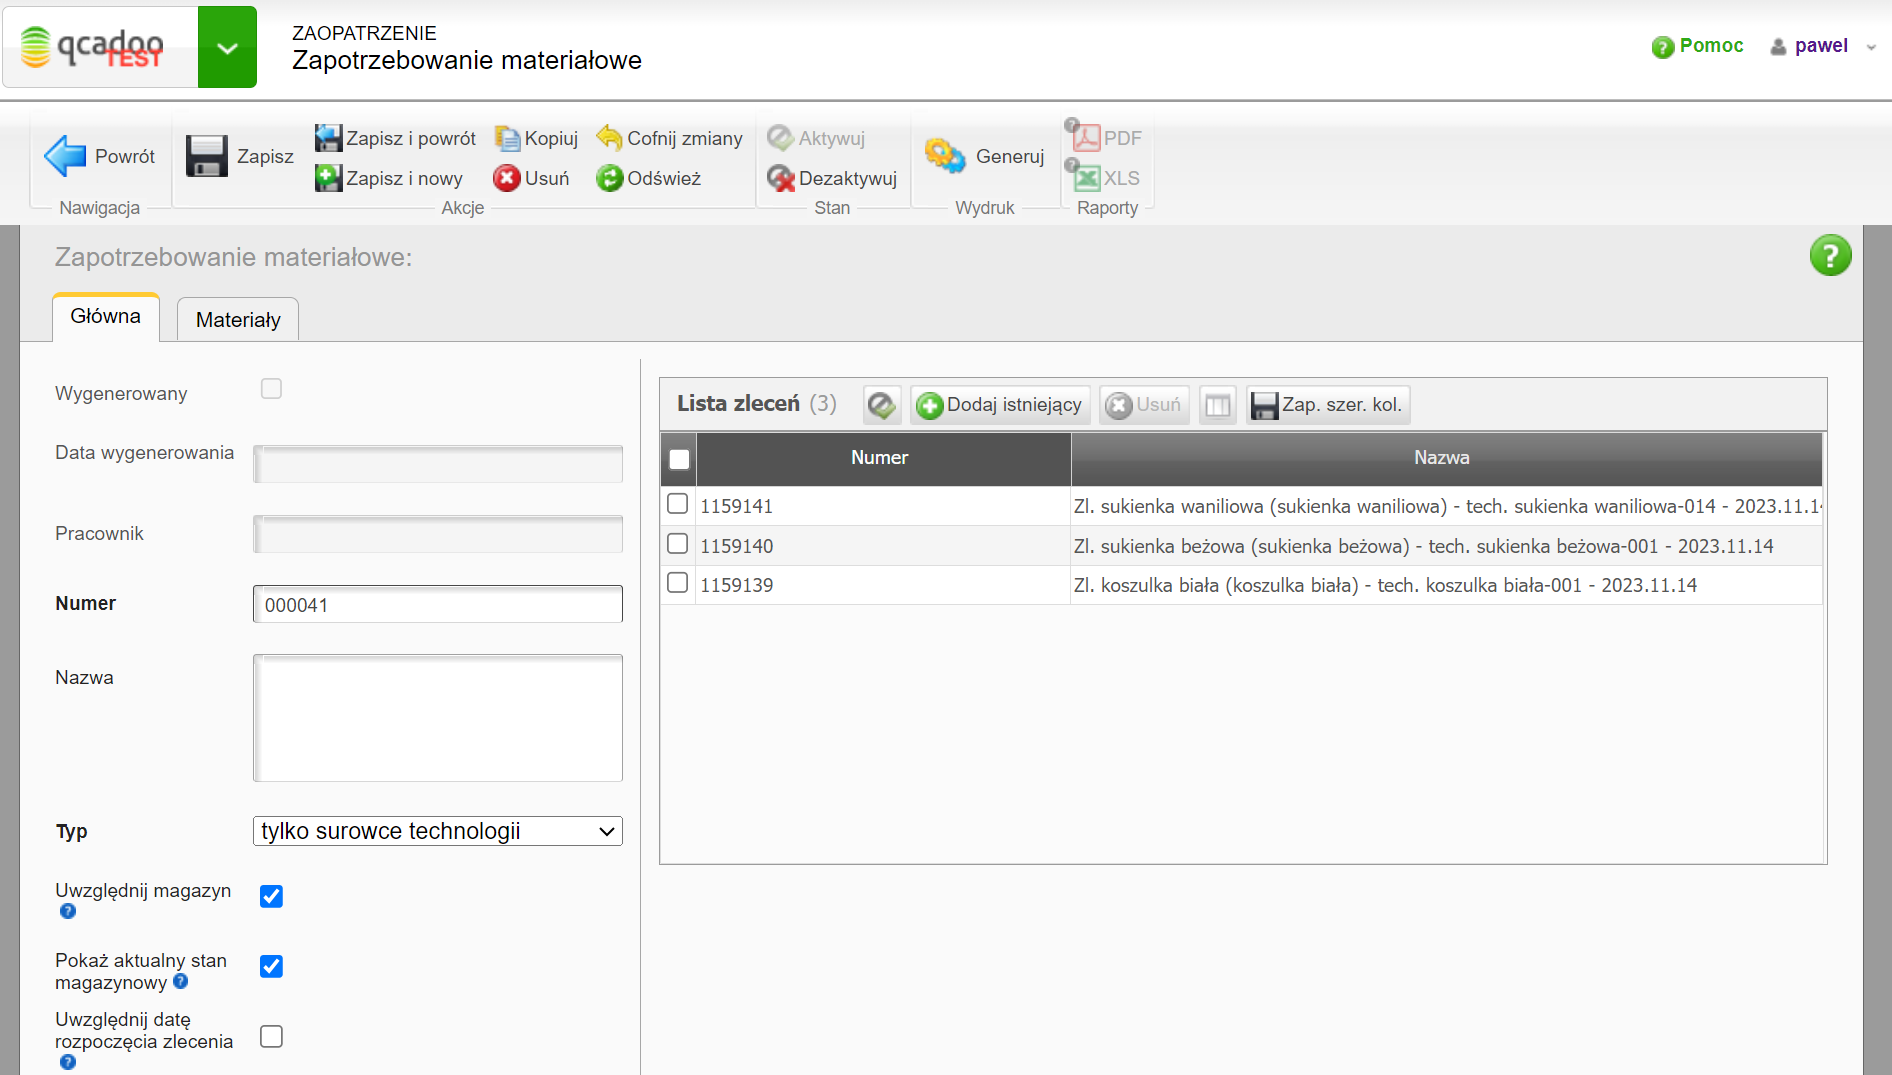 qcadoo
TEST
ZAOPATRZENIE
Zapotrzebowanie materiałowe
Pomoc
pawel
Powrót
Nawigacja
Zapisz
Zapisz i powrót
Kopiuj
Cofnij zmiany
Zapisz i nowy
Usuń
Odśwież
Akcje
Aktywuj
Dezaktywuj
Stan
Generuj
Wydruk
PDF
XLS
Raporty
Zapotrzebowanie materiałowe:
Główna
Materiały
Wygenerowany
Data wygenerowania
Pracownik
Numer
000041
Nazwa
Typ
tylko surowce technologii
Uwzględnij magazyn
Pokaż aktualny stan
magazynowy
Uwzględnij datę
rozpoczęcia zlecenia
Lista zleceń (3)
Dodaj istniejący
Usuń
Zap. szer. kol.
Numer Nazwa
1159141 Zl. sukienka waniliowa (sukienka waniliowa) - tech. sukienka waniliowa-014 - 2023.11.14
1159140 Zl. sukienka beżowa (sukienka beżowa) - tech. sukienka beżowa-001 - 2023.11.14
1159139 Zl. koszulka biała (koszulka biała) - tech. koszulka biała-001 - 2023.11.14